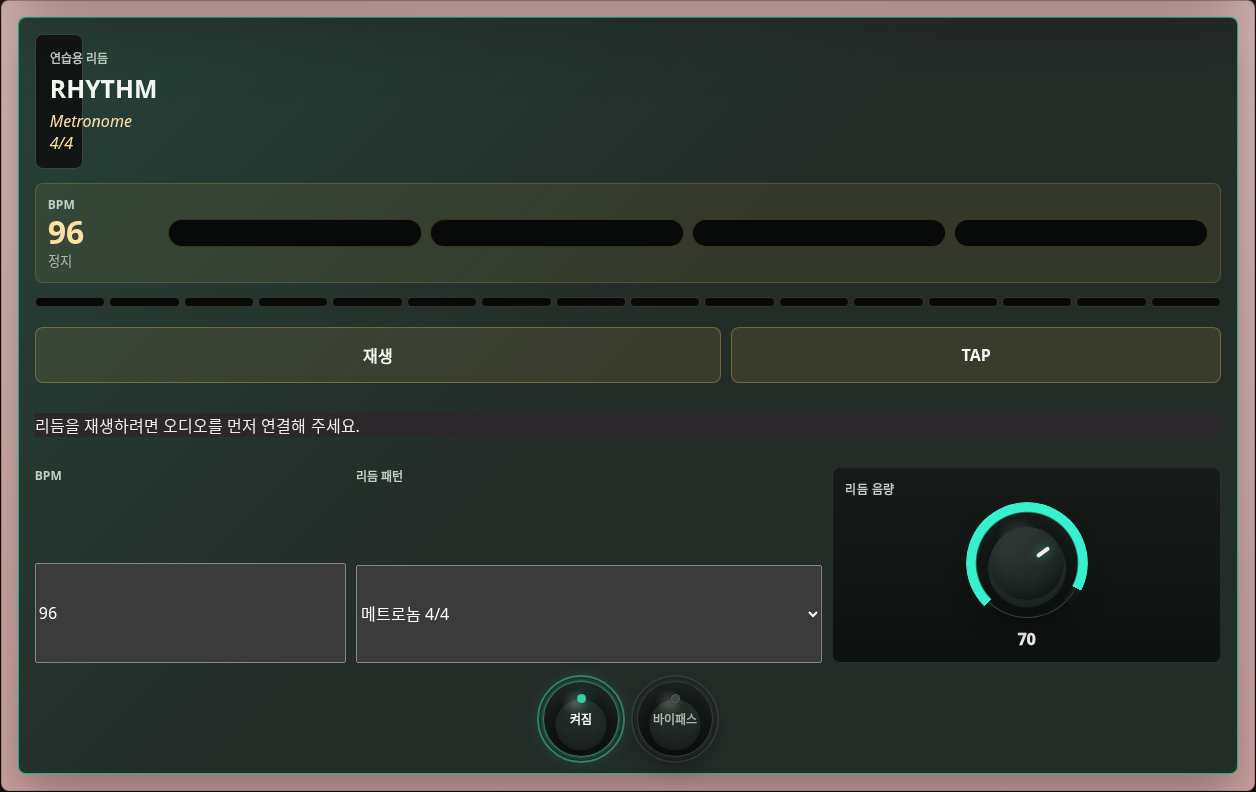 연습용 리듬
RHYTHM
Metronome
4/4
BPM
96
정지
재생
TAP
리듬을 재생하려면 오디오를 먼저 연결해 주세요.
BPM
리듬 패턴
리듬 음량
96
메트로놈 4/4
70
켜짐
바이패스